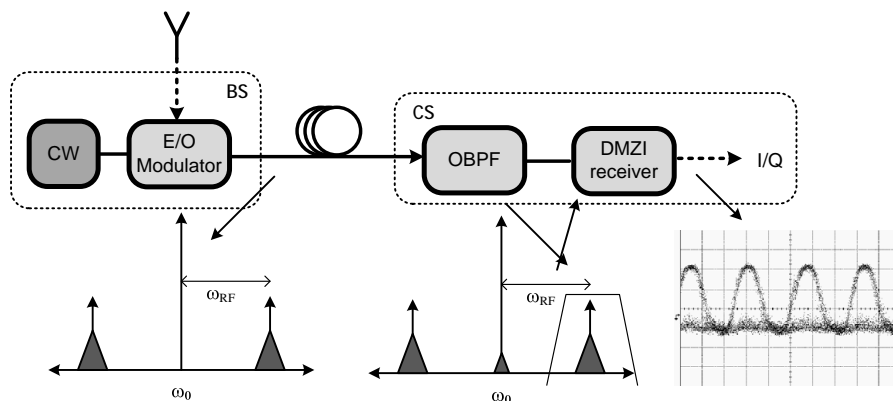 BS
CW
E/O
Modulator
CS
OBPF
DMZI
receiver
I/Q
ωRF
ω0
ωRF
ω0